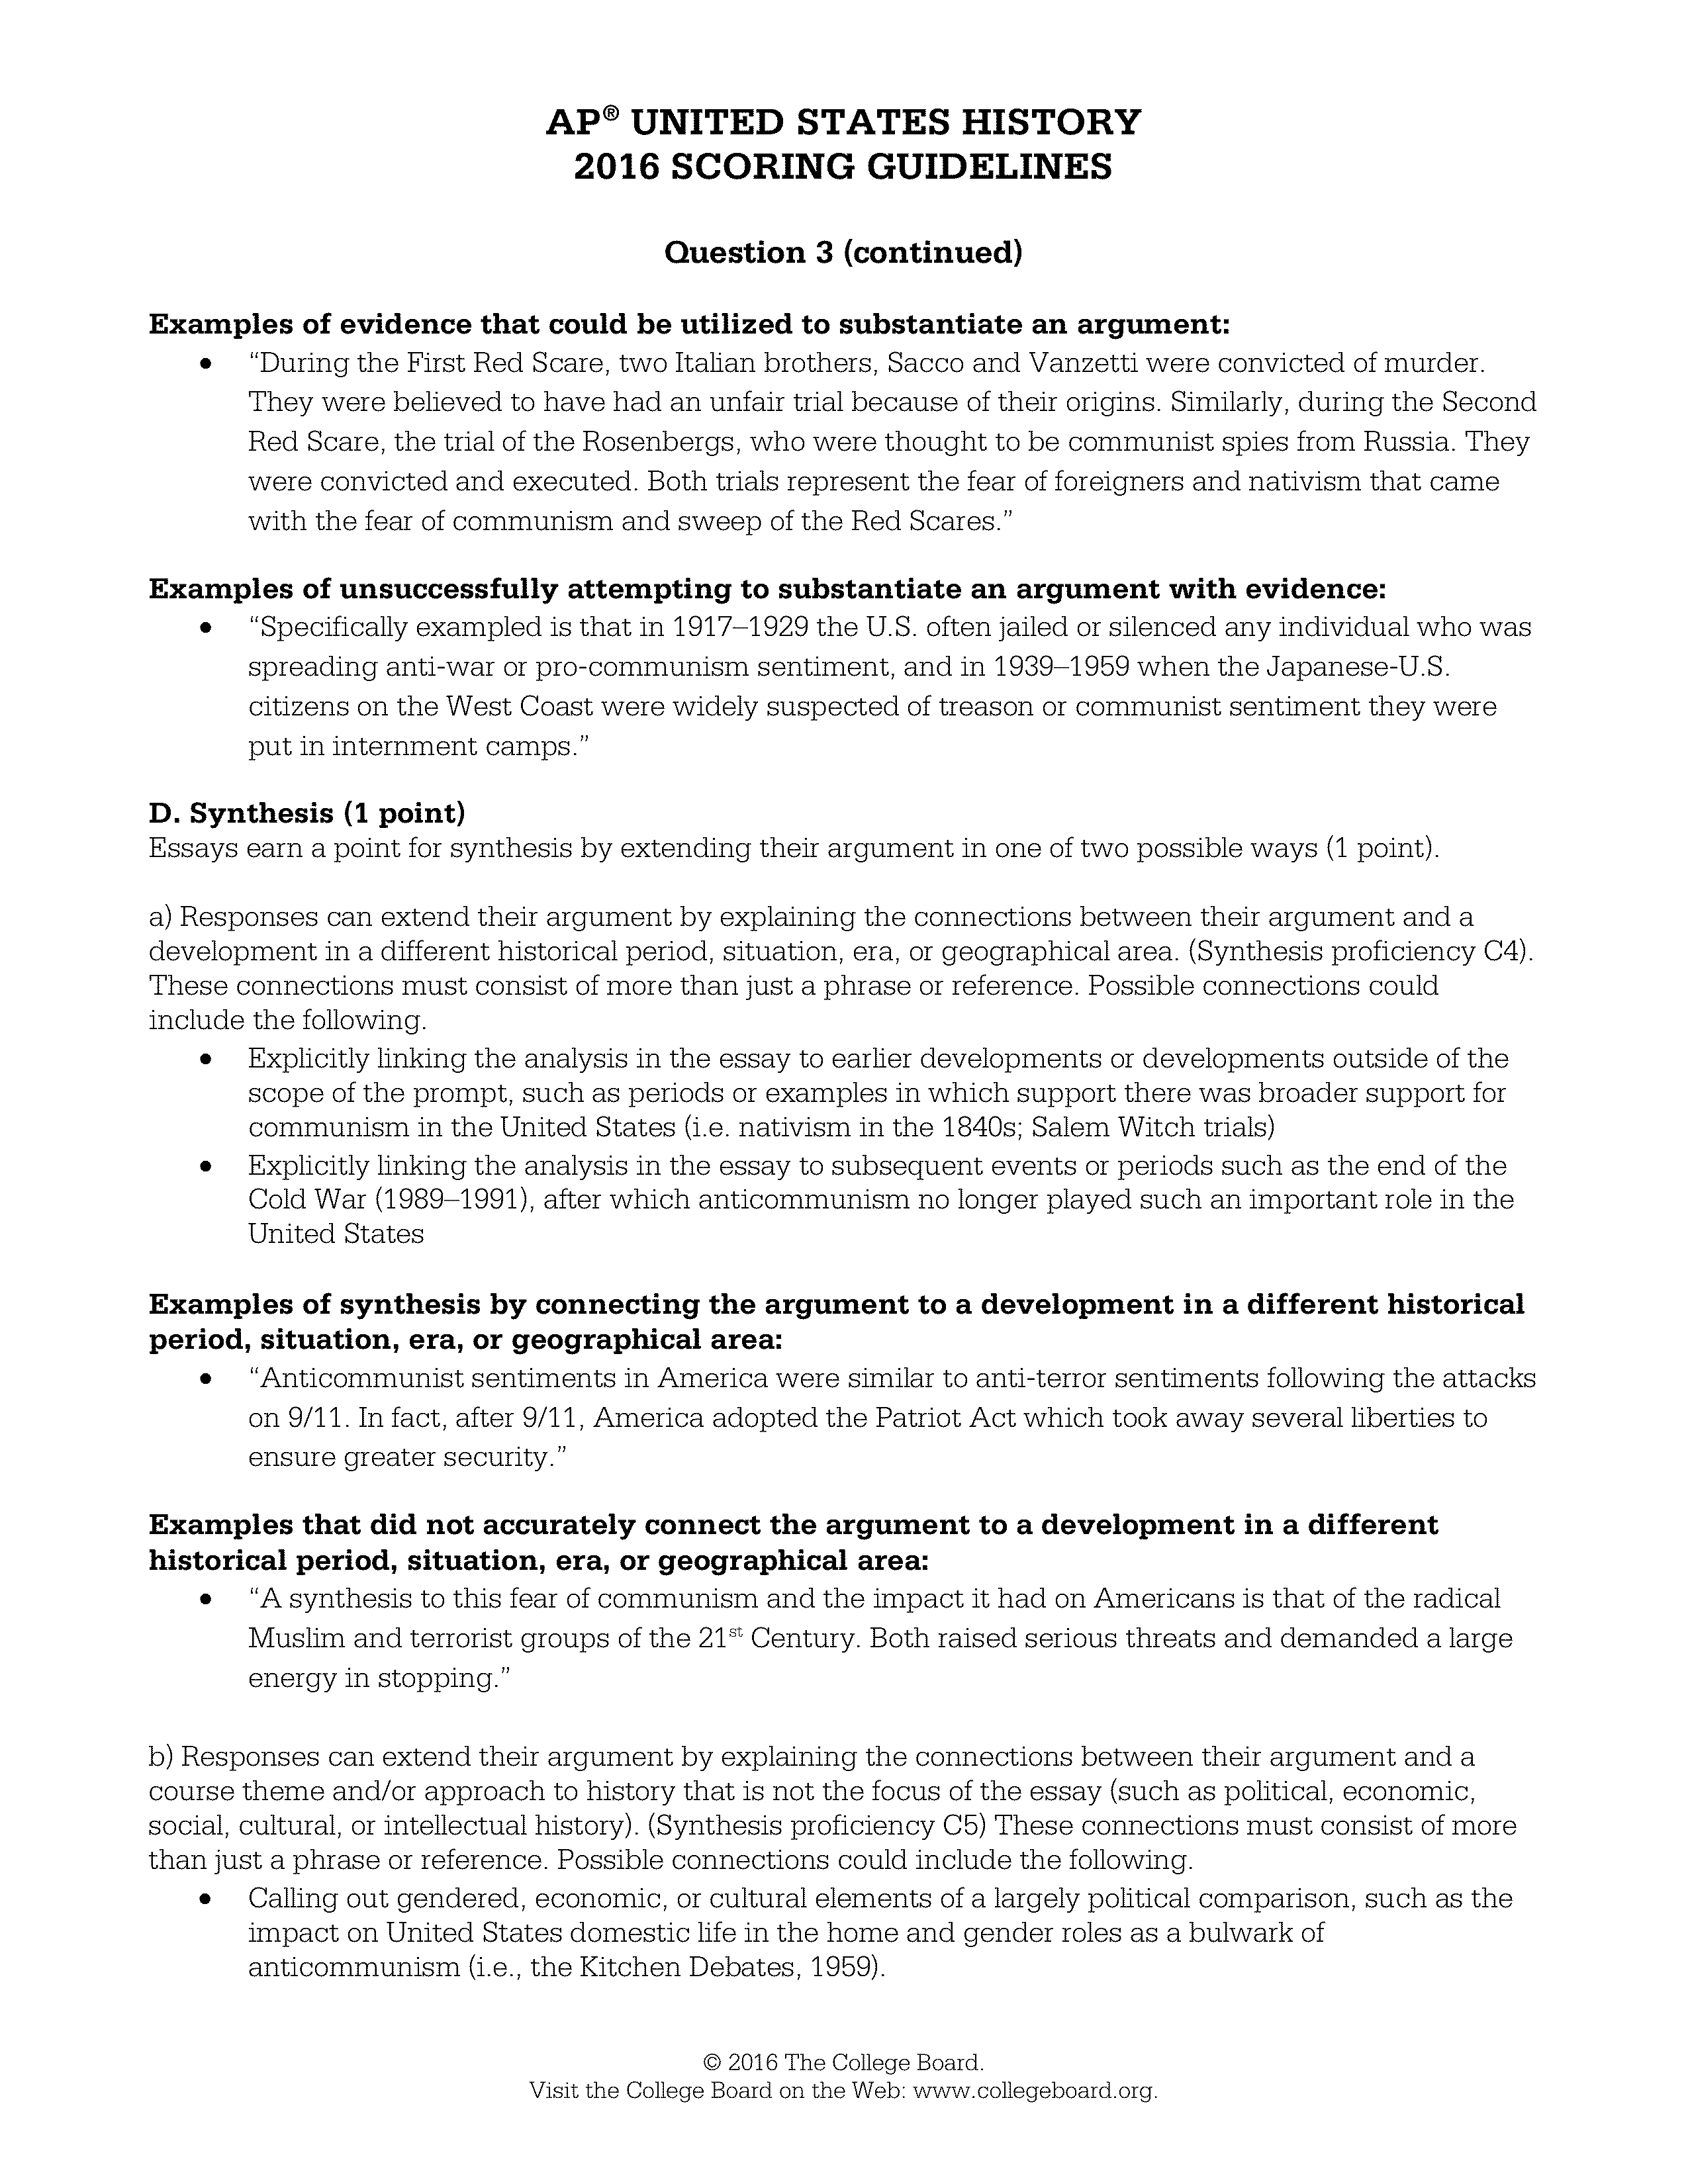 AP® UNITED STATES HISTORY
2016 SCORING GUIDELINES
Question 3 (continued)
Examples of evidence that could be utilized to substantiate an argument:
• “During the First Red Scare, two Italian brothers, Sacco and Vanzetti were convicted of murder.
They were believed to have had an unfair trial because of their origins. Similarly, during the Second
Red Scare, the trial of the Rosenbergs, who were thought to be communist spies from Russia. They
were convicted and executed. Both trials represent the fear of foreigners and nativism that came
with the fear of communism and sweep of the Red Scares.”
Examples of unsuccessfully attempting to substantiate an argument with evidence:
• “Specifically exampled is that in 1917–1929 the U.S. often jailed or silenced any individual who was
spreading anti-war or pro-communism sentiment, and in 1939–1959 when the Japanese-U.S.
citizens on the West Coast were widely suspected of treason or communist sentiment they were
put in internment camps.”
D. Synthesis (1 point)
Essays earn a point for synthesis by extending their argument in one of two possible ways (1 point).
a) Responses can extend their argument by explaining the connections between their argument and a
development in a different historical period, situation, era, or geographical area. (Synthesis proficiency C4).
These connections must consist of more than just a phrase or reference. Possible connections could
include the following.
• Explicitly linking the analysis in the essay to earlier developments or developments outside of the
scope of the prompt, such as periods or examples in which support there was broader support for
communism in the United States (i.e. nativism in the 1840s; Salem Witch trials)
• Explicitly linking the analysis in the essay to subsequent events or periods such as the end of the
Cold War (1989–1991), after which anticommunism no longer played such an important role in the
United States
Examples of synthesis by connecting the argument to a development in a different historical
period, situation, era, or geographical area:
• “Anticommunist sentiments in America were similar to anti-terror sentiments following the attacks
on 9/11. In fact, after 9/11, America adopted the Patriot Act which took away several liberties to
ensure greater security.”
Examples that did not accurately connect the argument to a development in a different
historical period, situation, era, or geographical area:
• “A synthesis to this fear of communism and the impact it had on Americans is that of the radical
Muslim and terrorist groups of the 21st Century. Both raised serious threats and demanded a large
energy in stopping.”
b) Responses can extend their argument by explaining the connections between their argument and a
course theme and/or approach to history that is not the focus of the essay (such as political, economic,
social, cultural, or intellectual history). (Synthesis proficiency C5) These connections must consist of more
than just a phrase or reference. Possible connections could include the following.
• Calling out gendered, economic, or cultural elements of a largely political comparison, such as the
impact on United States domestic life in the home and gender roles as a bulwark of
anticommunism (i.e., the Kitchen Debates, 1959).
© 2016 The College Board.
Visit the College Board on the Web: www.collegeboard.org.